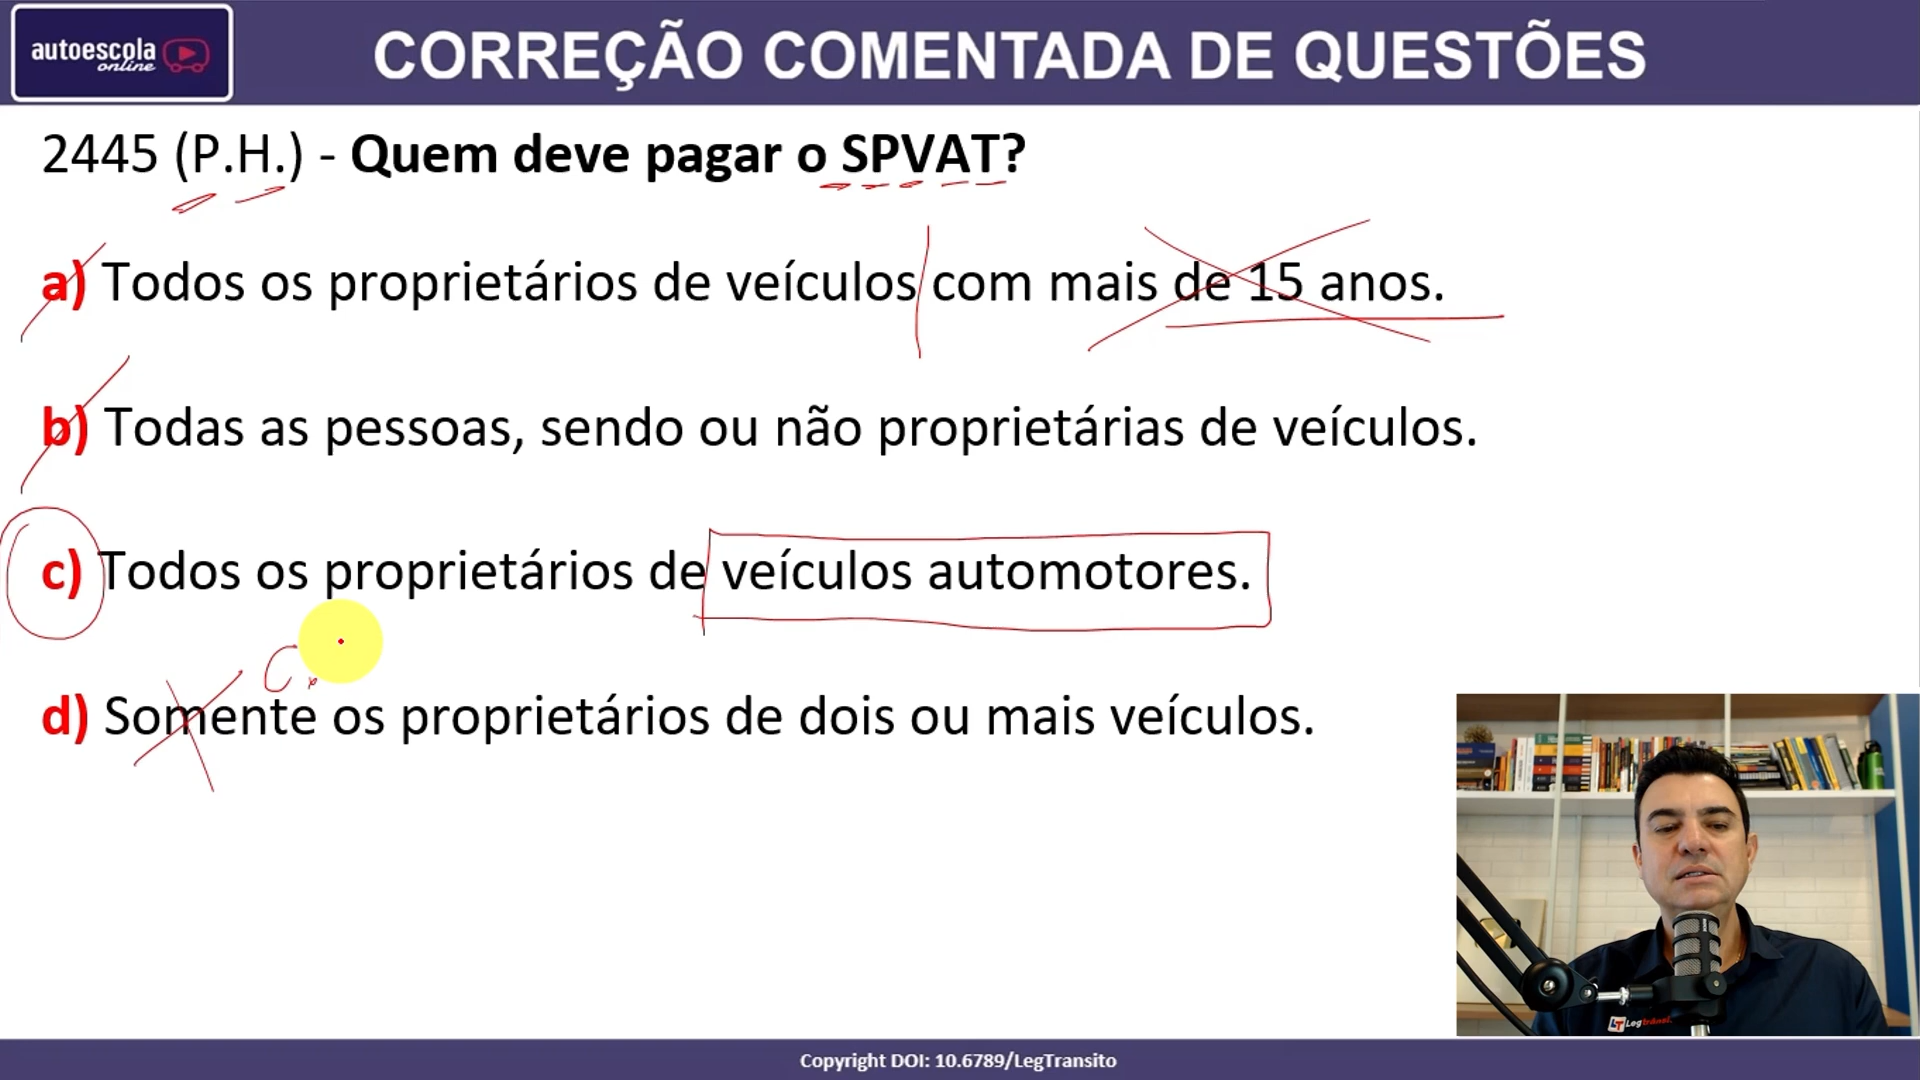 autoescola
online
CORREÇÃO COMENTADA DE QUESTÕES
2445 (P.H.) - Quem deve pagar o SPVAT?
a) Todos os proprietários de veículos com mais de 15 anos.
b) Todas as pessoas, sendo ou não proprietárias de veículos.
c) Todos os proprietários de veículos automotores.
d) Somente os proprietários de dois ou mais veículos.
LT Legtrânsi
Copyright DOI: 10.6789/LegTransito